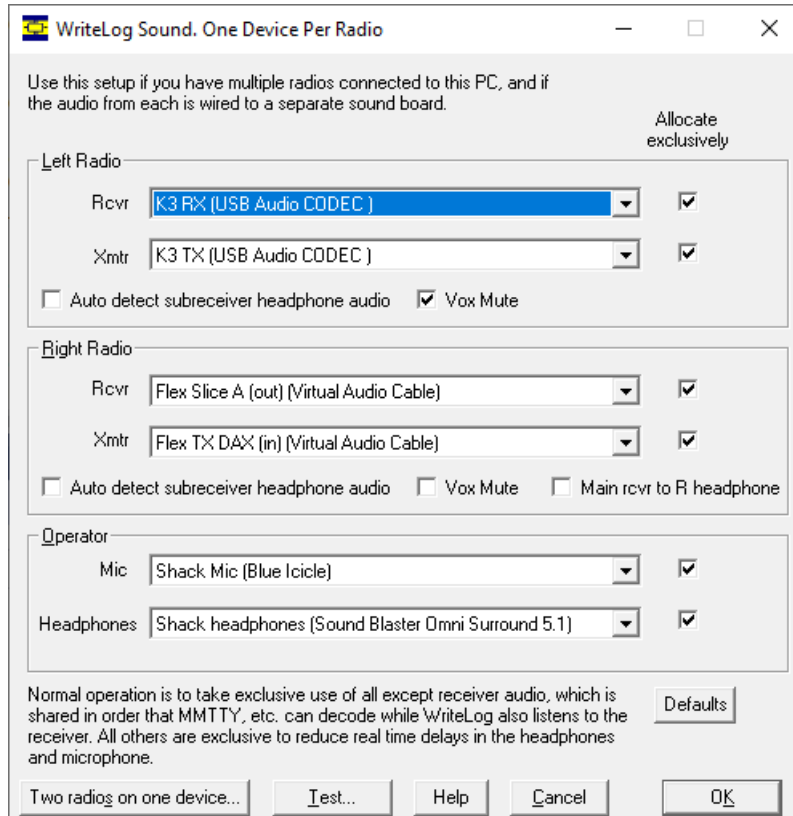 WriteLog Sound. One Device Per Radio
Use this setup if you have multiple radios connected to this PC, and if
the audio from each is wired to a separate sound board.
Allocate
exclusively
Left Radio
Rcvr K3 RX (USB Audio CODEC )
Xmtr K3 TX (USB Audio CODEC )
Auto detect subreceiver headphone audio Vox Mute
Right Radio
Rcvr Flex Slice A (out) (Virtual Audio Cable)
Xmtr Flex TX DAX (in) (Virtual Audio Cable)
Auto detect subreceiver headphone audio Vox Mute Main rcvr to R headphone
Operator
Mic Shack Mic (Blue Icicle)
Headphones Shack headphones (Sound Blaster Omni Surround 5.1)
Normal operation is to take exclusive use of all except receiver audio, which is
shared in order that MMTTY, etc. can decode while WriteLog also listens to the
receiver. All others are exclusive to reduce real time delays in the headphones
and microphone.
Defaults
Two radios on one device... Test... Help Cancel OK